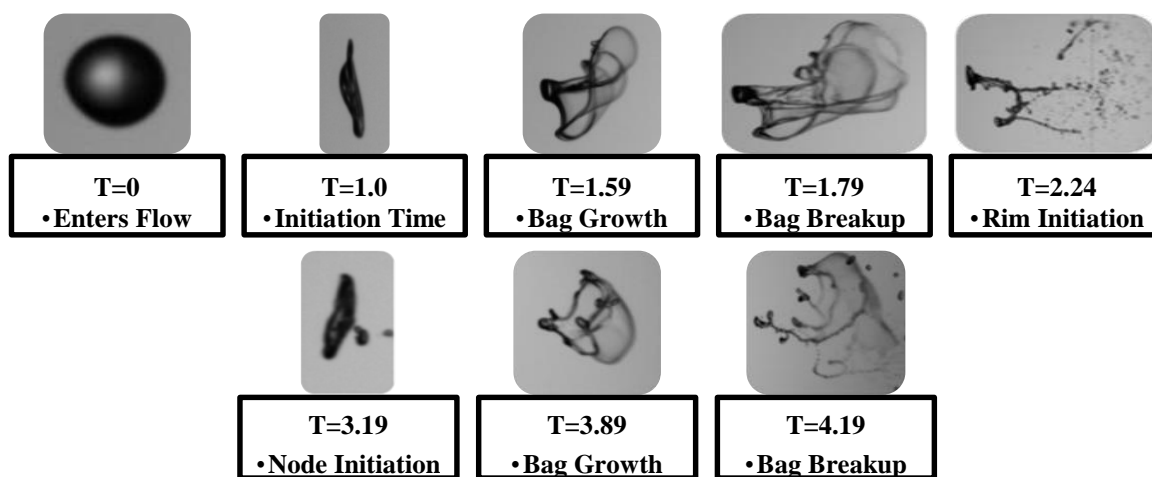 T=0
•Enters Flow
T=1.0
•Initiation Time
T=1.59
•Bag Growth
T=1.79
•Bag Breakup
T=2.24
•Rim Initiation
T=3.19
•Node Initiation
T=3.89
•Bag Growth
T=4.19
•Bag Breakup